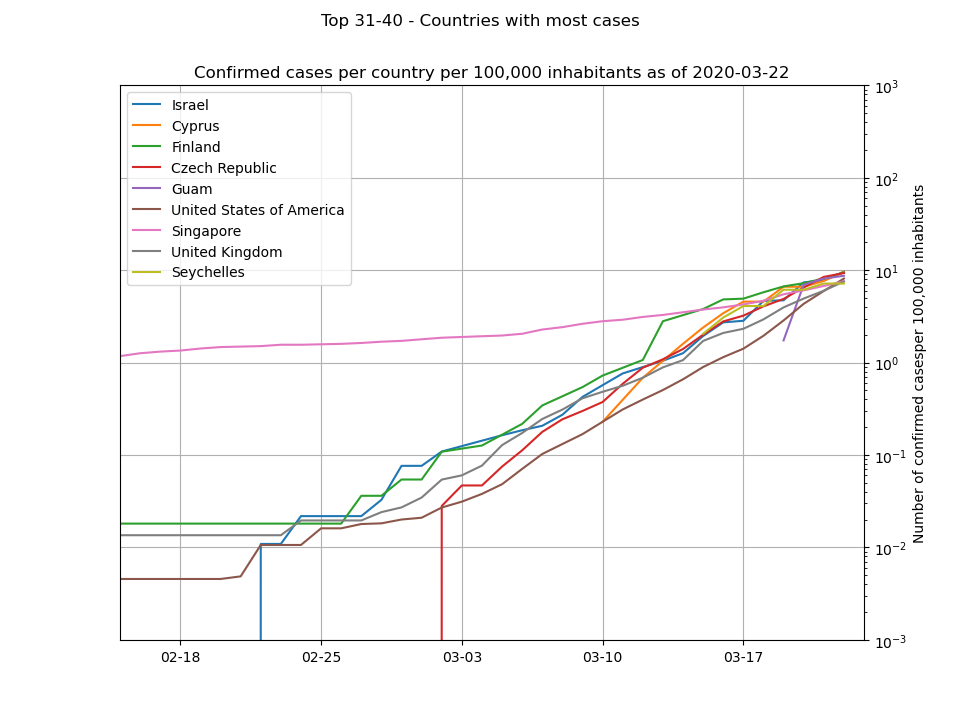 Top 31-40 - Countries with most cases
Confirmed cases per country per 100,000 inhabitants as of 2020-03-22
Israel
Cyprus
Finland
Czech Republic
Guam
United States of America
Singapore
United Kingdom
Seychelles
10³
10²
10¹
10⁰
10⁻¹
10⁻²
10⁻³
Number of confirmed casesper 100,000 inhabitants
02-18 02-25 03-03 03-10 03-17